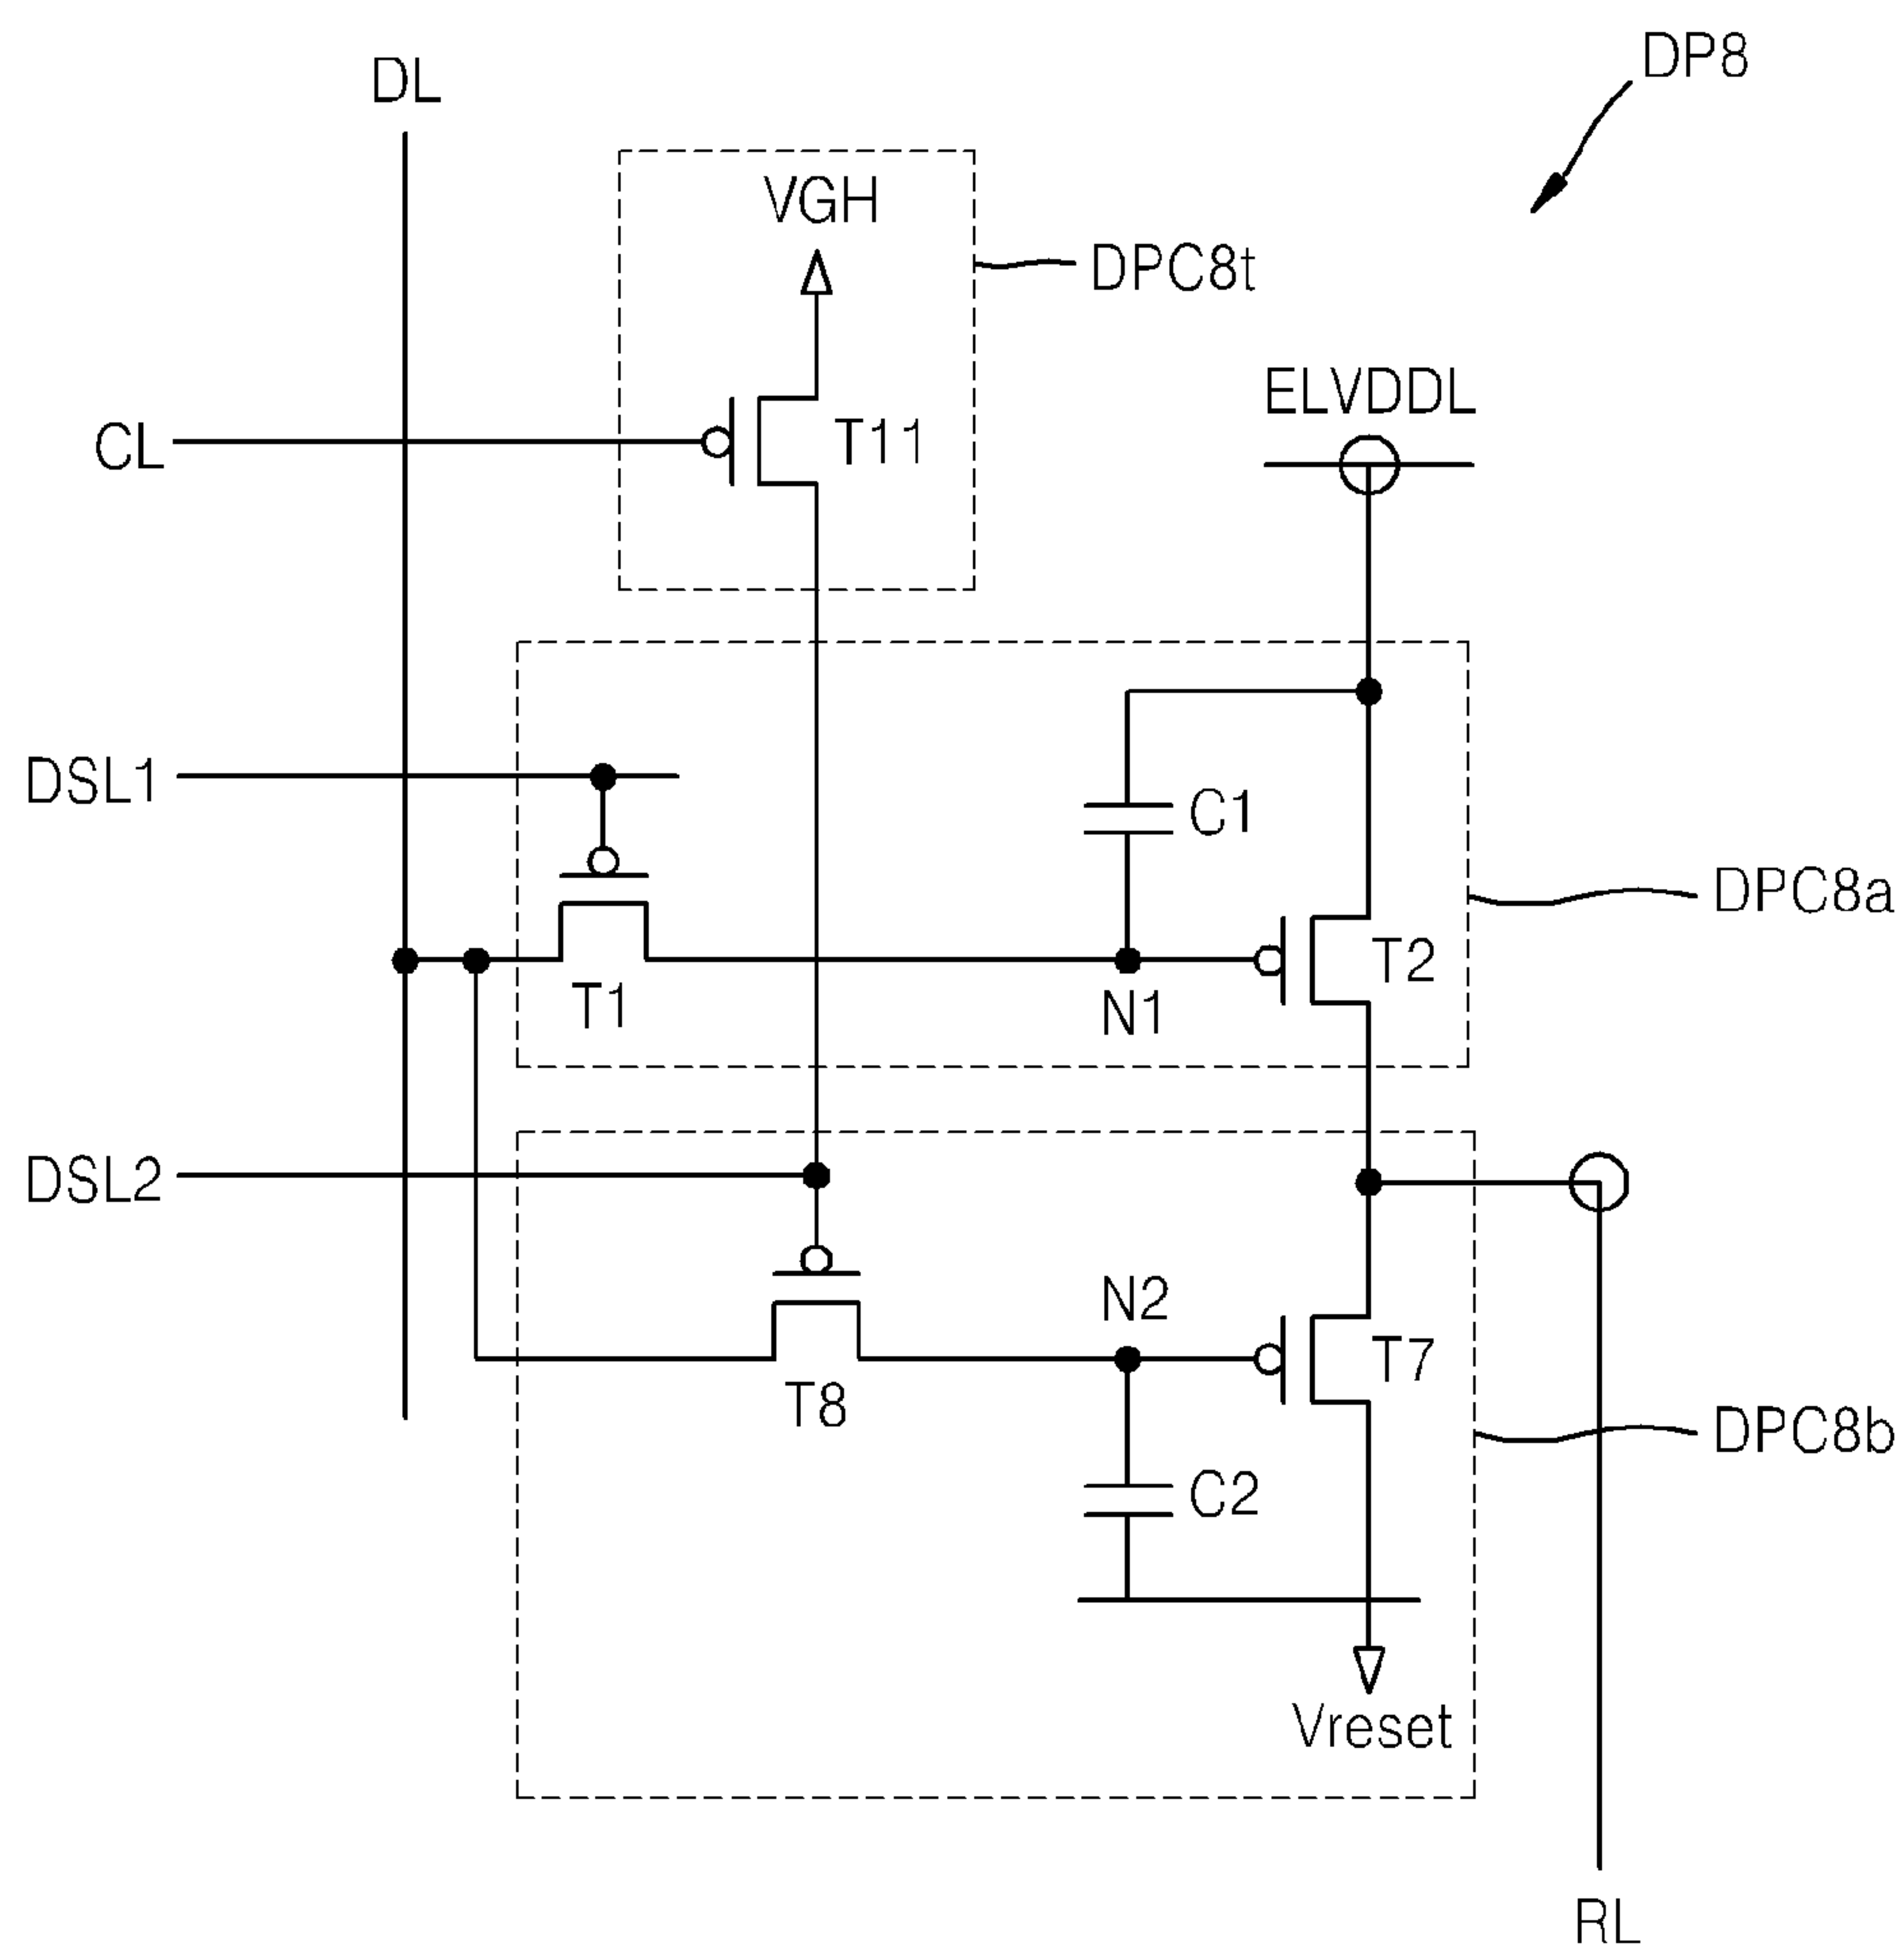 DP8
DL
VGH
DPC8t
ELVDDL
CL
T11
DSL1
C1
DPC8a
T2
T1
N1
DSL2
N2
T7
T8
DPC8b
C2
Vreset
RL